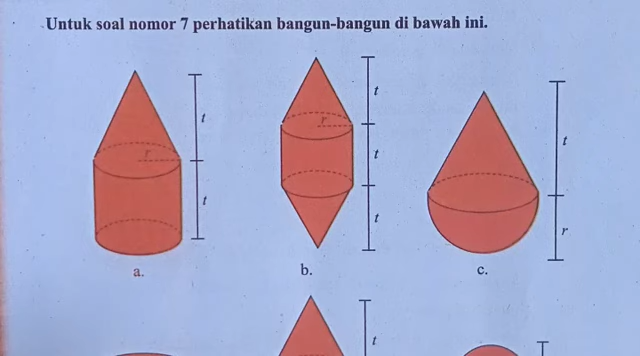 Untuk soal nomor 7 perhatikan bangun-bangun di bawah ini.
t
t
r
t
r
t
t
t
r
a.
b.
c.
t